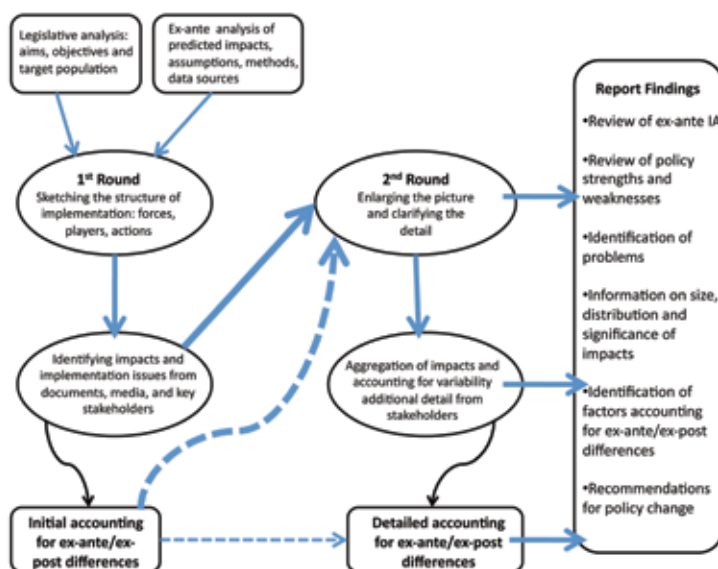 Legislative analysis:
aims, objectives and
target population
Ex-ante analysis of
predicted impacts,
assumptions, methods,
data sources
1st Round
Sketching the structure of
implementation: forces,
players, actions
Identifying impacts and
implementation issues from
documents, media, and key
stakeholders
Initial accounting
for ex-ante/ex-
post differences
2nd Round
Enlarging the picture
and clarifying the
detail
Aggregation of impacts and
accounting for variability
additional detail from
stakeholders
Detailed accounting
for ex-ante/ex-post
differences
Report Findings
•Review of ex-ante IA
•Review of policy
strengths and
weaknesses
•Identification of
problems
•Information on size,
distribution and
significance of
impacts
•Identification of
factors accounting
for ex-ante/ex-post
differences
•Recommendations
for policy change